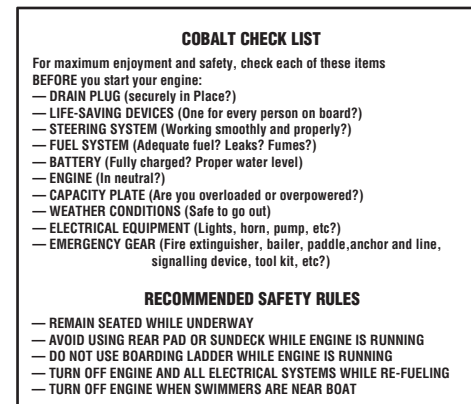 COBALT CHECK LIST
For maximum enjoyment and safety, check each of these items
BEFORE you start your engine:
— DRAIN PLUG (securely in Place?)
— LIFE-SAVING DEVICES (One for every person on board?)
— STEERING SYSTEM (Working smoothly and properly?)
— FUEL SYSTEM (Adequate fuel? Leaks? Fumes?)
— BATTERY (Fully charged? Proper water level)
— ENGINE (In neutral?)
— CAPACITY PLATE (Are you overloaded or overpowered?)
— WEATHER CONDITIONS (Safe to go out)
— ELECTRICAL EQUIPMENT (Lights, horn, pump, etc?)
— EMERGENCY GEAR (Fire extinguisher, bailer, paddle,anchor and line,
signalling device, tool kit, etc?)
RECOMMENDED SAFETY RULES
— REMAIN SEATED WHILE UNDERWAY
— AVOID USING REAR PAD OR SUNDECK WHILE ENGINE IS RUNNING
— DO NOT USE BOARDING LADDER WHILE ENGINE IS RUNNING
— TURN OFF ENGINE AND ALL ELECTRICAL SYSTEMS WHILE RE-FUELING
— TURN OFF ENGINE WHEN SWIMMERS ARE NEAR BOAT